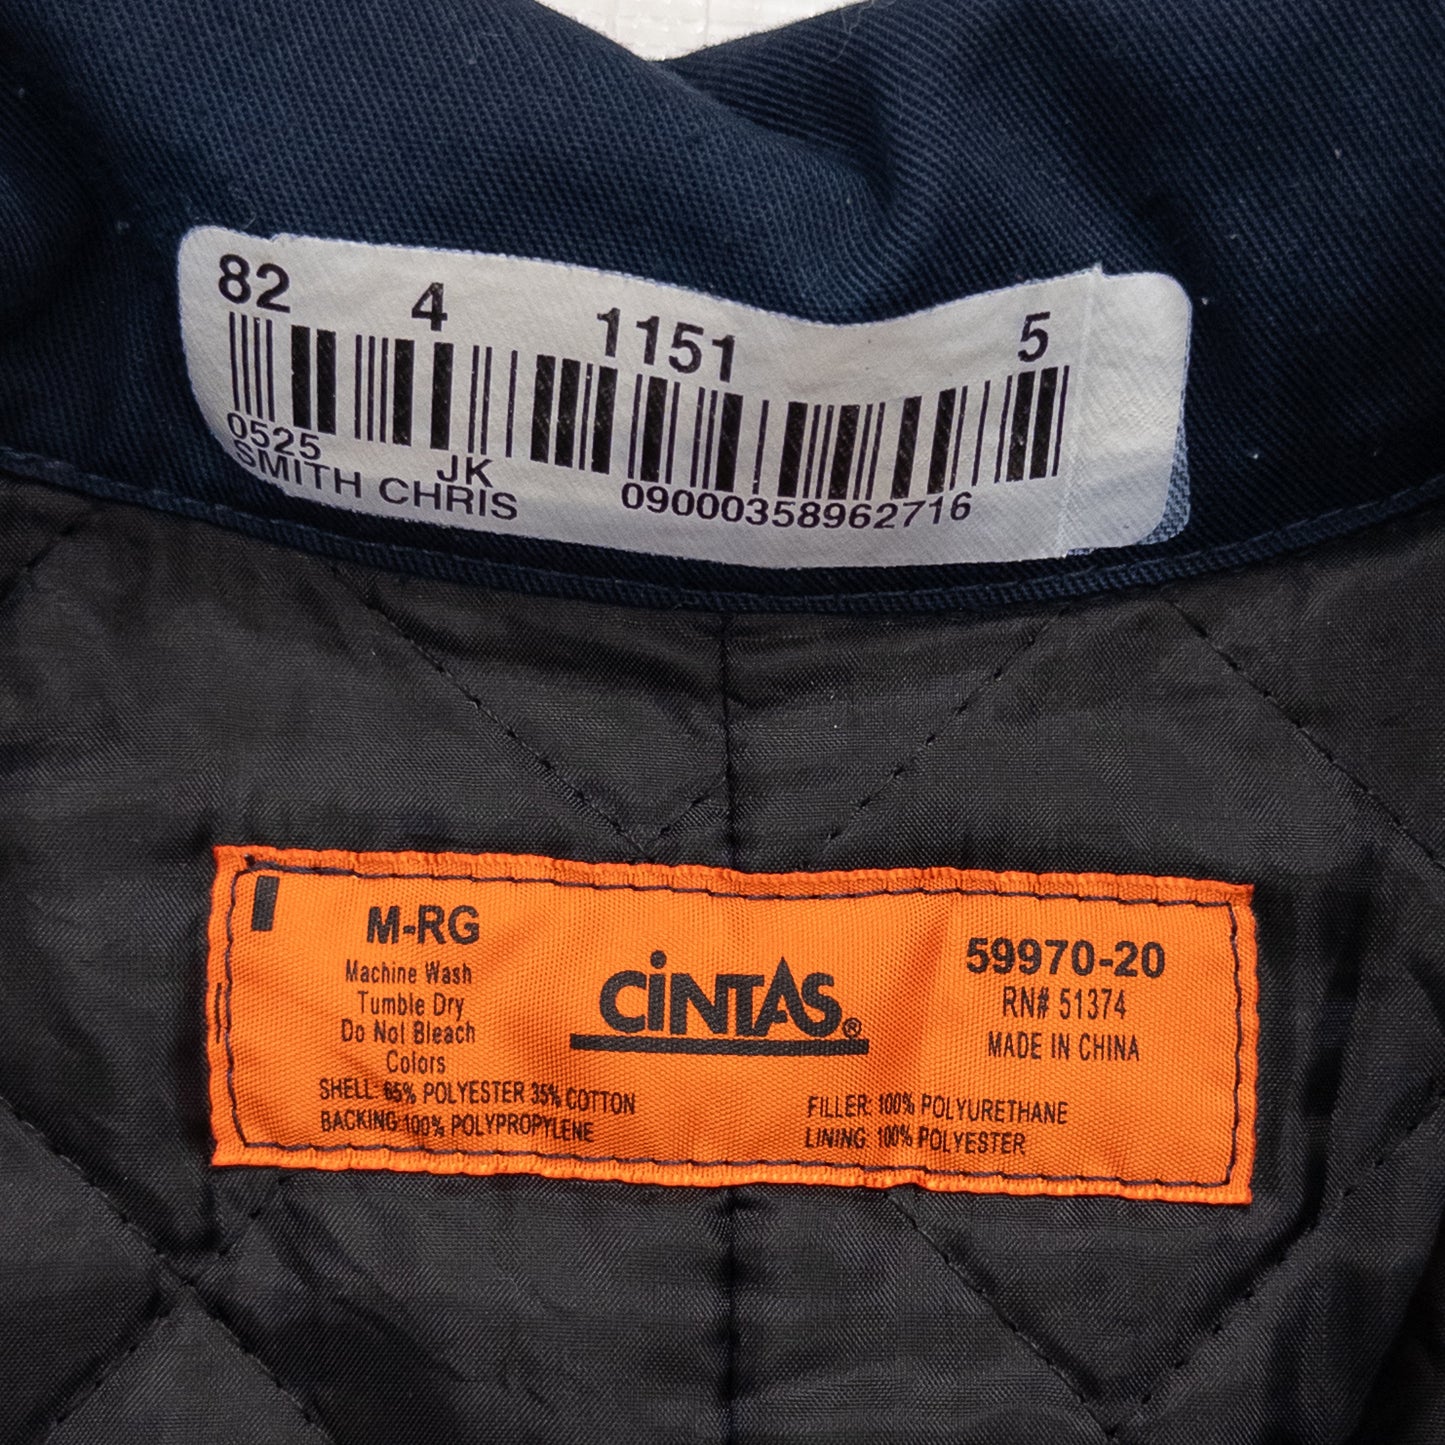 82 4 1151 5
0525 JK
SMITH CHRIS 09000358962716
M-RG
Machine Wash
Tumble Dry
Do Not Bleach
Colors
SHELL: 65% POLYESTER 35% COTTON
BACKING 100% POLYPROPYLENE
CiNTAS®
59970-20
RN# 51374
MADE IN CHINA
FILLER: 100% POLYURETHANE
LINING: 100% POLYESTER